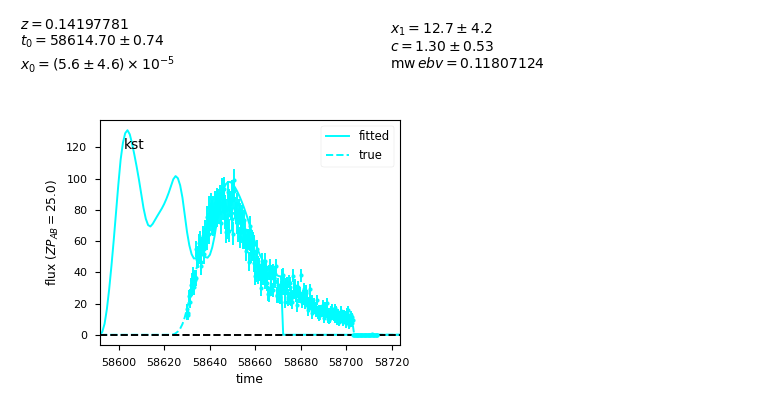 z = 0.14197781
t₀ = 58614.70 ± 0.74
x₀ = (5.6 ± 4.6) × 10⁻⁵
x₁ = 12.7 ± 4.2
c = 1.30 ± 0.53
mw ebv = 0.11807124
kst
fitted
true
flux (ZP_AB = 25.0)
120
100
80
60
40
20
0
58600 58620 58640 58660 58680 58700 58720
time